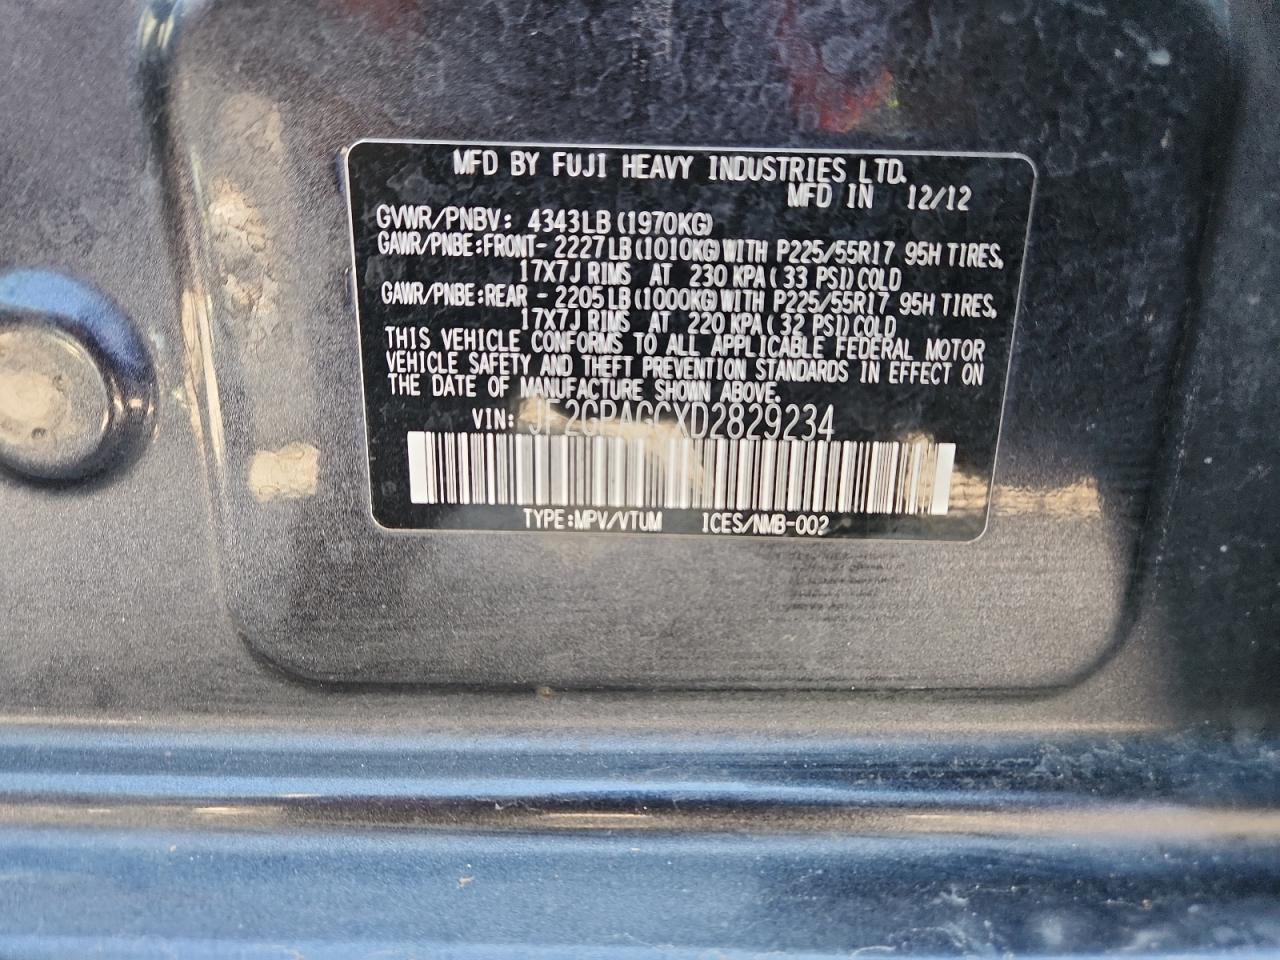 MFD BY FUJI HEAVY INDUSTRIES LTD.
MFD IN 12/12
GVWR/PNBV: 4343LB (1970KG)
GAWR/PNBE:FRONT- 2227LB(1010KG)WITH P225/55R17 95H TIRES,
17X7J RIMS AT 230 KPA( 33 PSI)COLD
GAWR/PNBE:REAR - 2205LB(1000KG)WITH P225/55R17 95H TIRES,
17X7J RIMS AT 220 KPA( 32 PSI)COLD
THIS VEHICLE CONFORMS TO ALL APPLICABLE FEDERAL MOTOR
VEHICLE SAFETY AND THEFT PREVENTION STANDARDS IN EFFECT ON
THE DATE OF MANUFACTURE SHOWN ABOVE.
VIN: JF2GPAGCXD2829234
TYPE:MPV/VTUM ICES/NMB-002